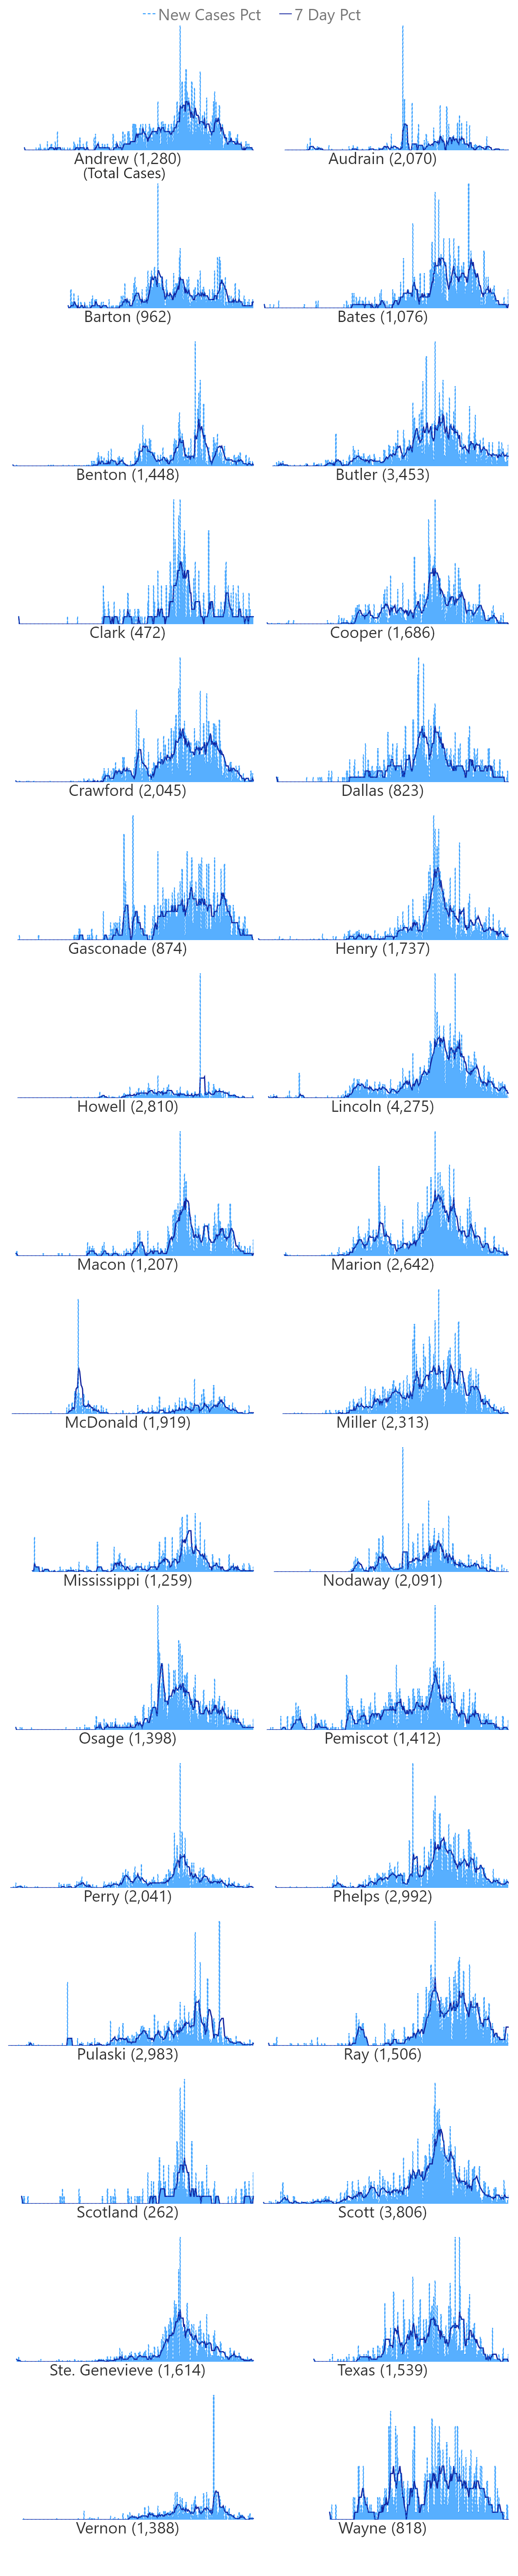 New Cases Pct 7 Day Pct
Andrew (1,280) Audrain (2,070)
(Total Cases)
Barton (962) Bates (1,076)
Benton (1,448) Butler (3,453)
Clark (472) Cooper (1,686)
Crawford (2,045) Dallas (823)
Gasconade (874) Henry (1,737)
Howell (2,810) Lincoln (4,275)
Macon (1,207) Marion (2,642)
McDonald (1,919) Miller (2,313)
Mississippi (1,259) Nodaway (2,091)
Osage (1,398) Pemiscot (1,412)
Perry (2,041) Phelps (2,992)
Pulaski (2,983) Ray (1,506)
Scotland (262) Scott (3,806)
Ste. Genevieve (1,614) Texas (1,539)
Vernon (1,388) Wayne (818)